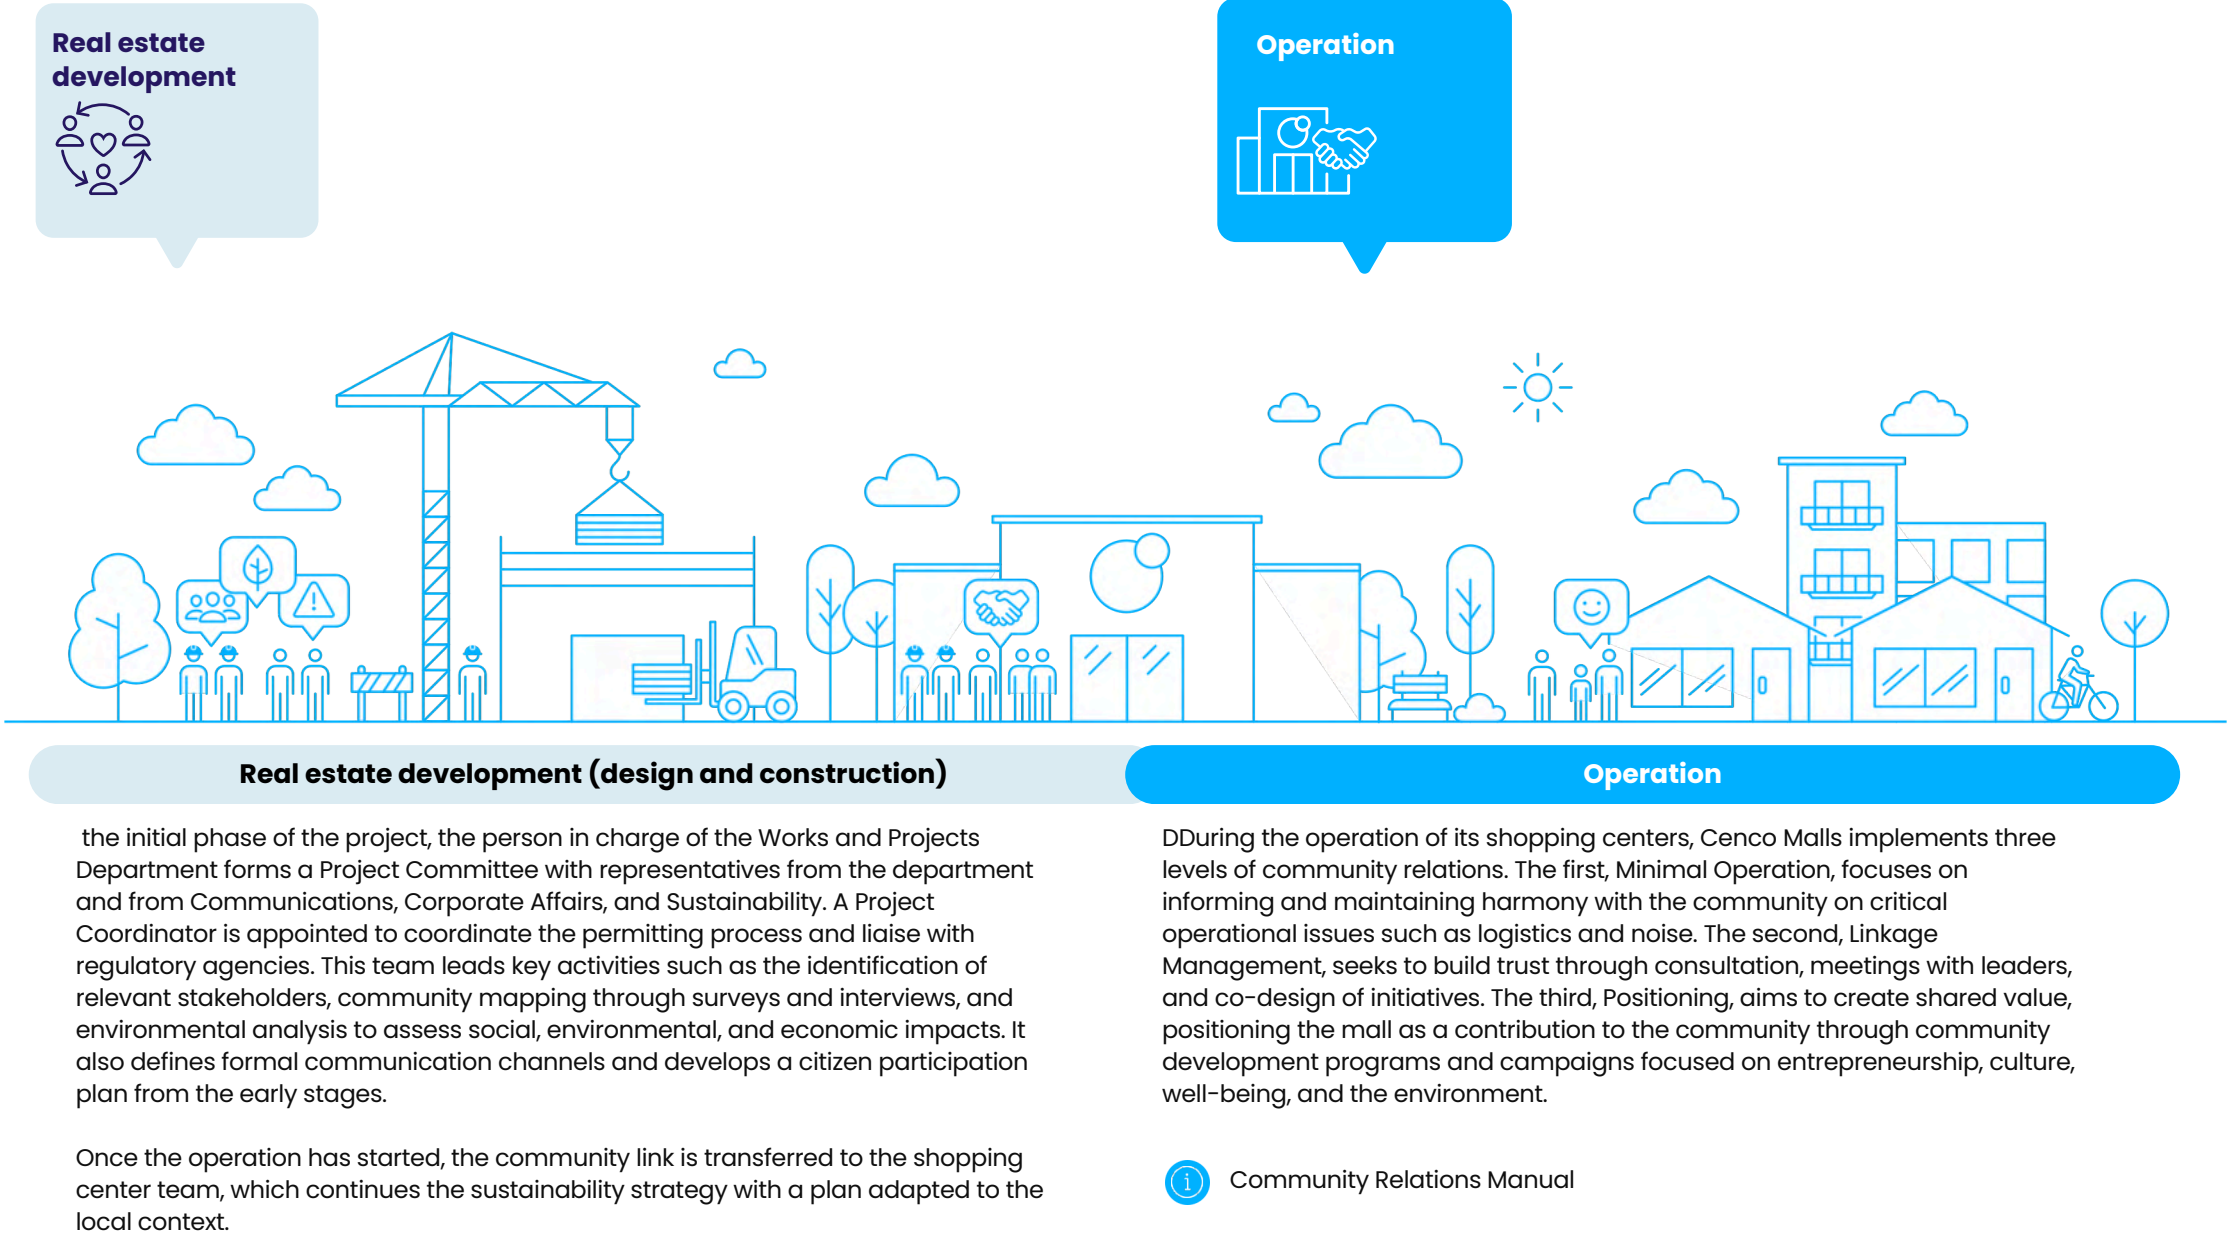 Real estate
development
Operation
Real estate development (design and construction)
the initial phase of the project, the person in charge of the Works and Projects
Department forms a Project Committee with representatives from the department
and from Communications, Corporate Affairs, and Sustainability. A Project
Coordinator is appointed to coordinate the permitting process and liaise with
regulatory agencies. This team leads key activities such as the identification of
relevant stakeholders, community mapping through surveys and interviews, and
environmental analysis to assess social, environmental, and economic impacts. It
also defines formal communication channels and develops a citizen participation
plan from the early stages.
Once the operation has started, the community link is transferred to the shopping
center team, which continues the sustainability strategy with a plan adapted to the
local context.
Operation
DDuring the operation of its shopping centers, Cenco Malls implements three
levels of community relations. The first, Minimal Operation, focuses on
informing and maintaining harmony with the community on critical
operational issues such as logistics and noise. The second, Linkage
Management, seeks to build trust through consultation, meetings with leaders,
and co-design of initiatives. The third, Positioning, aims to create shared value,
positioning the mall as a contribution to the community through community
development programs and campaigns focused on entrepreneurship, culture,
well-being, and the environment.
i Community Relations Manual